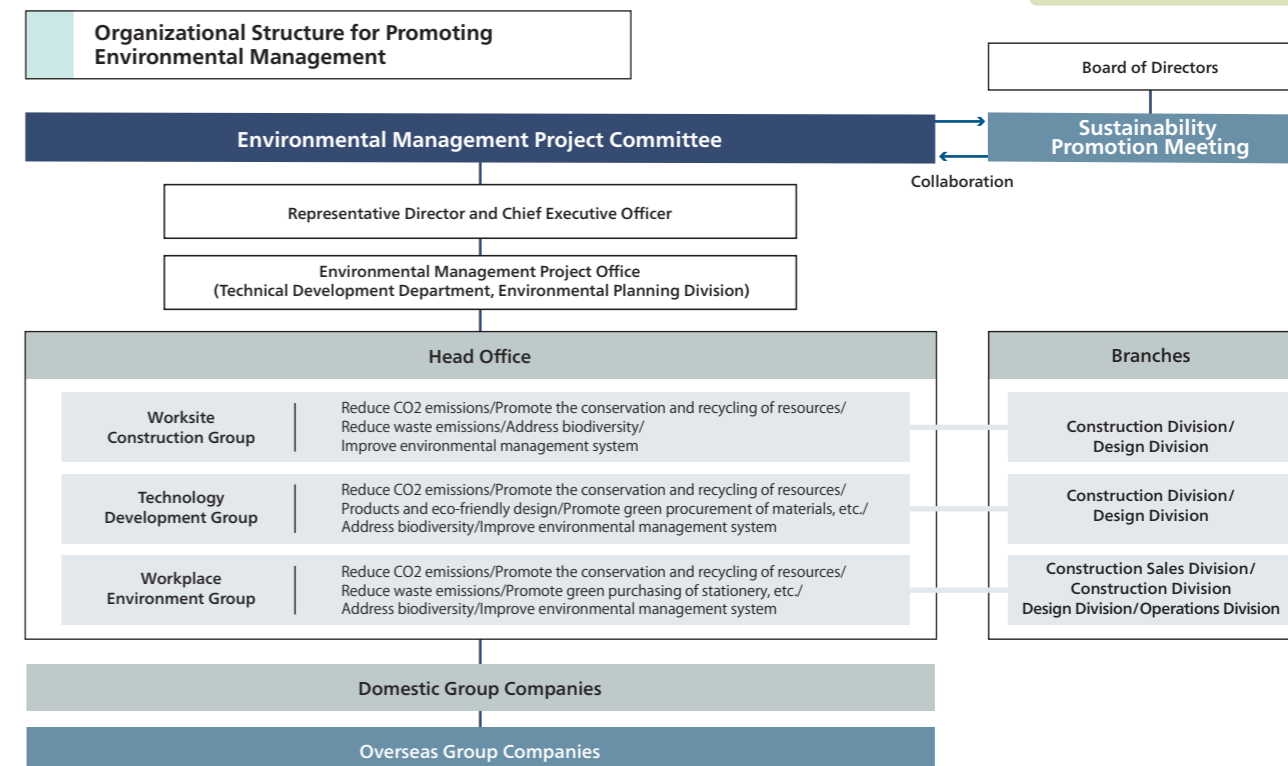 Organizational Structure for Promoting
Environmental Management
Board of Directors
Environmental Management Project Committee
Sustainability
Promotion Meeting
Collaboration
Representative Director and Chief Executive Officer
Environmental Management Project Office
(Technical Development Department, Environmental Planning Division)
Head Office
Branches
Worksite
Construction Group
Reduce CO2 emissions/Promote the conservation and recycling of resources/
Reduce waste emissions/Address biodiversity/
Improve environmental management system
Construction Division/
Design Division
Technology
Development Group
Reduce CO2 emissions/Promote the conservation and recycling of resources/
Products and eco-friendly design/Promote green procurement of materials, etc./
Address biodiversity/Improve environmental management system
Construction Division/
Design Division
Workplace
Environment Group
Reduce CO2 emissions/Promote the conservation and recycling of resources/
Reduce waste emissions/Promote green purchasing of stationery, etc./
Address biodiversity/Improve environmental management system
Construction Sales Division/
Construction Division
Design Division/Operations Division
Domestic Group Companies
Overseas Group Companies